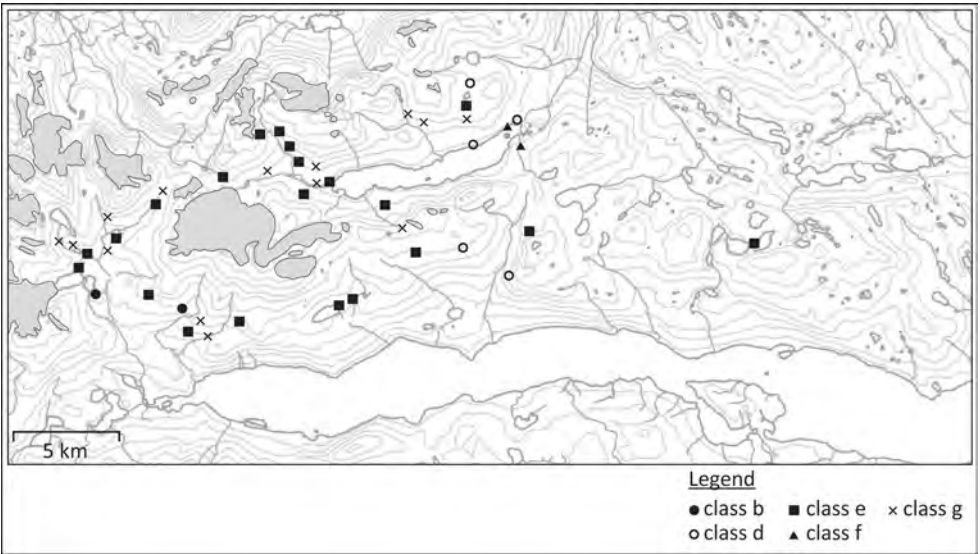 5 km
Legend
● class b ■ class e × class g
○ class d ▲ class f